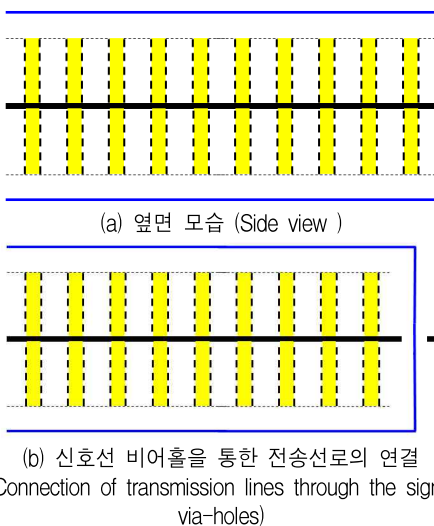 (a) 옆면 모습 (Side view )
(b) 신호선 비어홀을 통한 전송선로의 연결
Connection of transmission lines through the
via-holes)